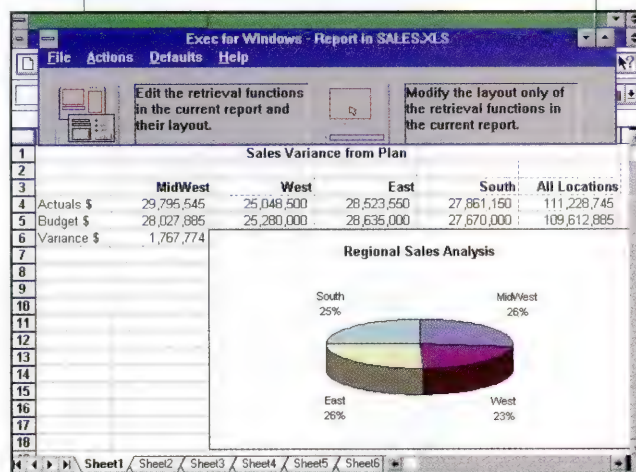 Exec for Windows - Report in SALES.XLS
File Actions Defaults Help
Edit the retrieval functions
in the current report and
their layout.
Modify the layout only of
the retrieval functions in
the current report.
1 Sales Variance from Plan
2
3 MidWest West East South All Locations
4 Actuals $ 29,795,545 25,048,500 28,523,550 27,861,150 111,228,745
5 Budget $ 28,027,885 25,280,000 28,635,000 27,670,000 109,612,885
6 Variance $ 1,767,774
7 Regional Sales Analysis
8
9
10 South 25% MidWest 26%
11
12
13
14
15
16 East 26% West 23%
17
18
Sheet1 Sheet2 Sheet3 Sheet4 Sheet5 Sheet6